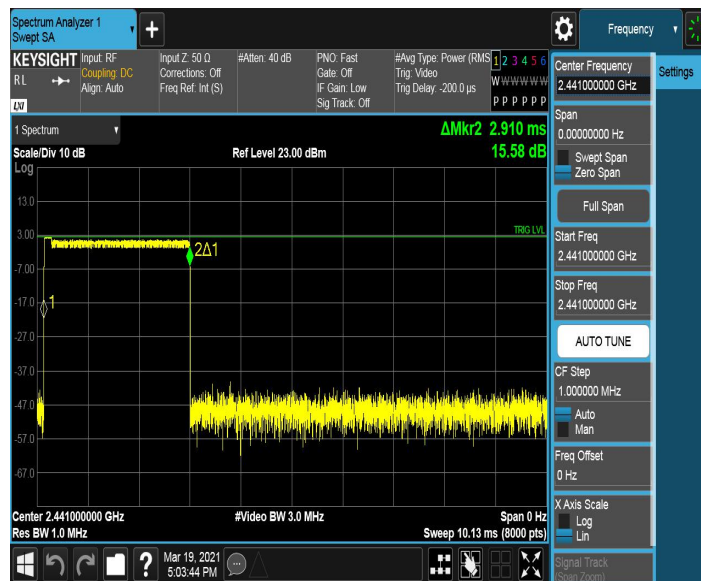 Spectrum Analyzer 1
Swept SA
+
Frequency
KEYSIGHT
RL
LXI
Input: RF
Coupling: DC
Align: Auto
Input Z: 50 Ω
Corrections: Off
Freq Ref: Int (S)
#Atten: 40 dB
PNO: Fast
Gate: Off
IF Gain: Low
Sig Track: Off
#Avg Type: Power (RMS
Trig: Video
Trig Delay: -200.0 µs
1 2 3 4 5 6
W W W W W W
P P P P P P
1 Spectrum
ΔMkr2 2.910 ms
15.58 dB
Scale/Div 10 dB
Ref Level 23.00 dBm
Log
13.0
3.00
-7.00
-17.0
-27.0
-37.0
-47.0
-57.0
-67.0
TRIG LVL
2Δ1
1
Center 2.441000000 GHz
#Video BW 3.0 MHz
Span 0 Hz
Res BW 1.0 MHz
Sweep 10.13 ms (8000 pts)
Center Frequency
2.441000000 GHz
Span
0.00000000 Hz
Swept Span
Zero Span
Full Span
Start Freq
2.441000000 GHz
Stop Freq
2.441000000 GHz
AUTO TUNE
CF Step
1.000000 MHz
Auto
Man
Freq Offset
0 Hz
X Axis Scale
Log
Lin
Signal Track
(Span Zoom)
Settings
?
Mar 19, 2021
5:03:44 PM